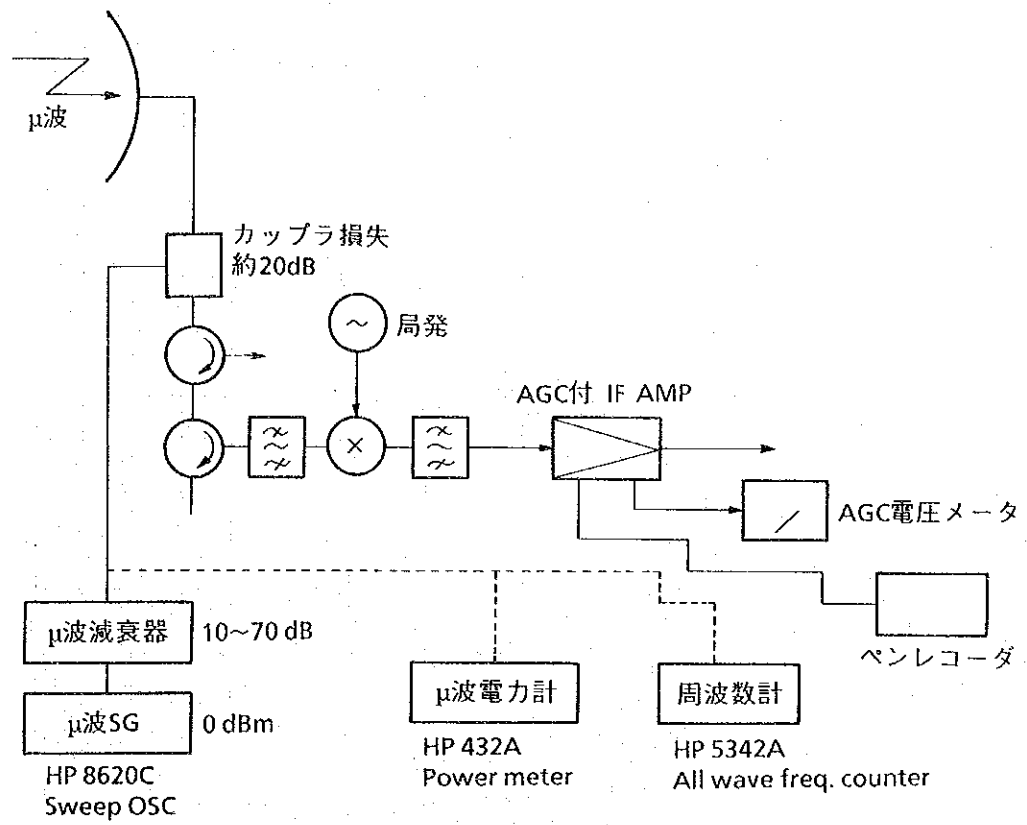 μ波
カップラ損失
約20dB
~
局発
×
AGC付 IF AMP
AGC電圧メータ
ペンレコーダ
μ波減衰器
10~70 dB
μ波SG
0 dBm
HP 8620C
Sweep OSC
μ波電力計
HP 432A
Power meter
周波数計
HP 5342A
All wave freq. counter